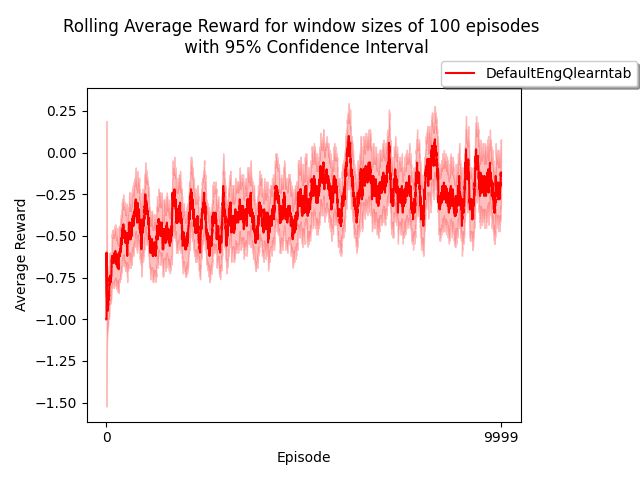 Rolling Average Reward for window sizes of 100 episodes
with 95% Confidence Interval
DefaultEngQlearntab
0.25
0.00
−0.25
−0.50
−0.75
−1.00
−1.25
−1.50
Average Reward
0 9999
Episode